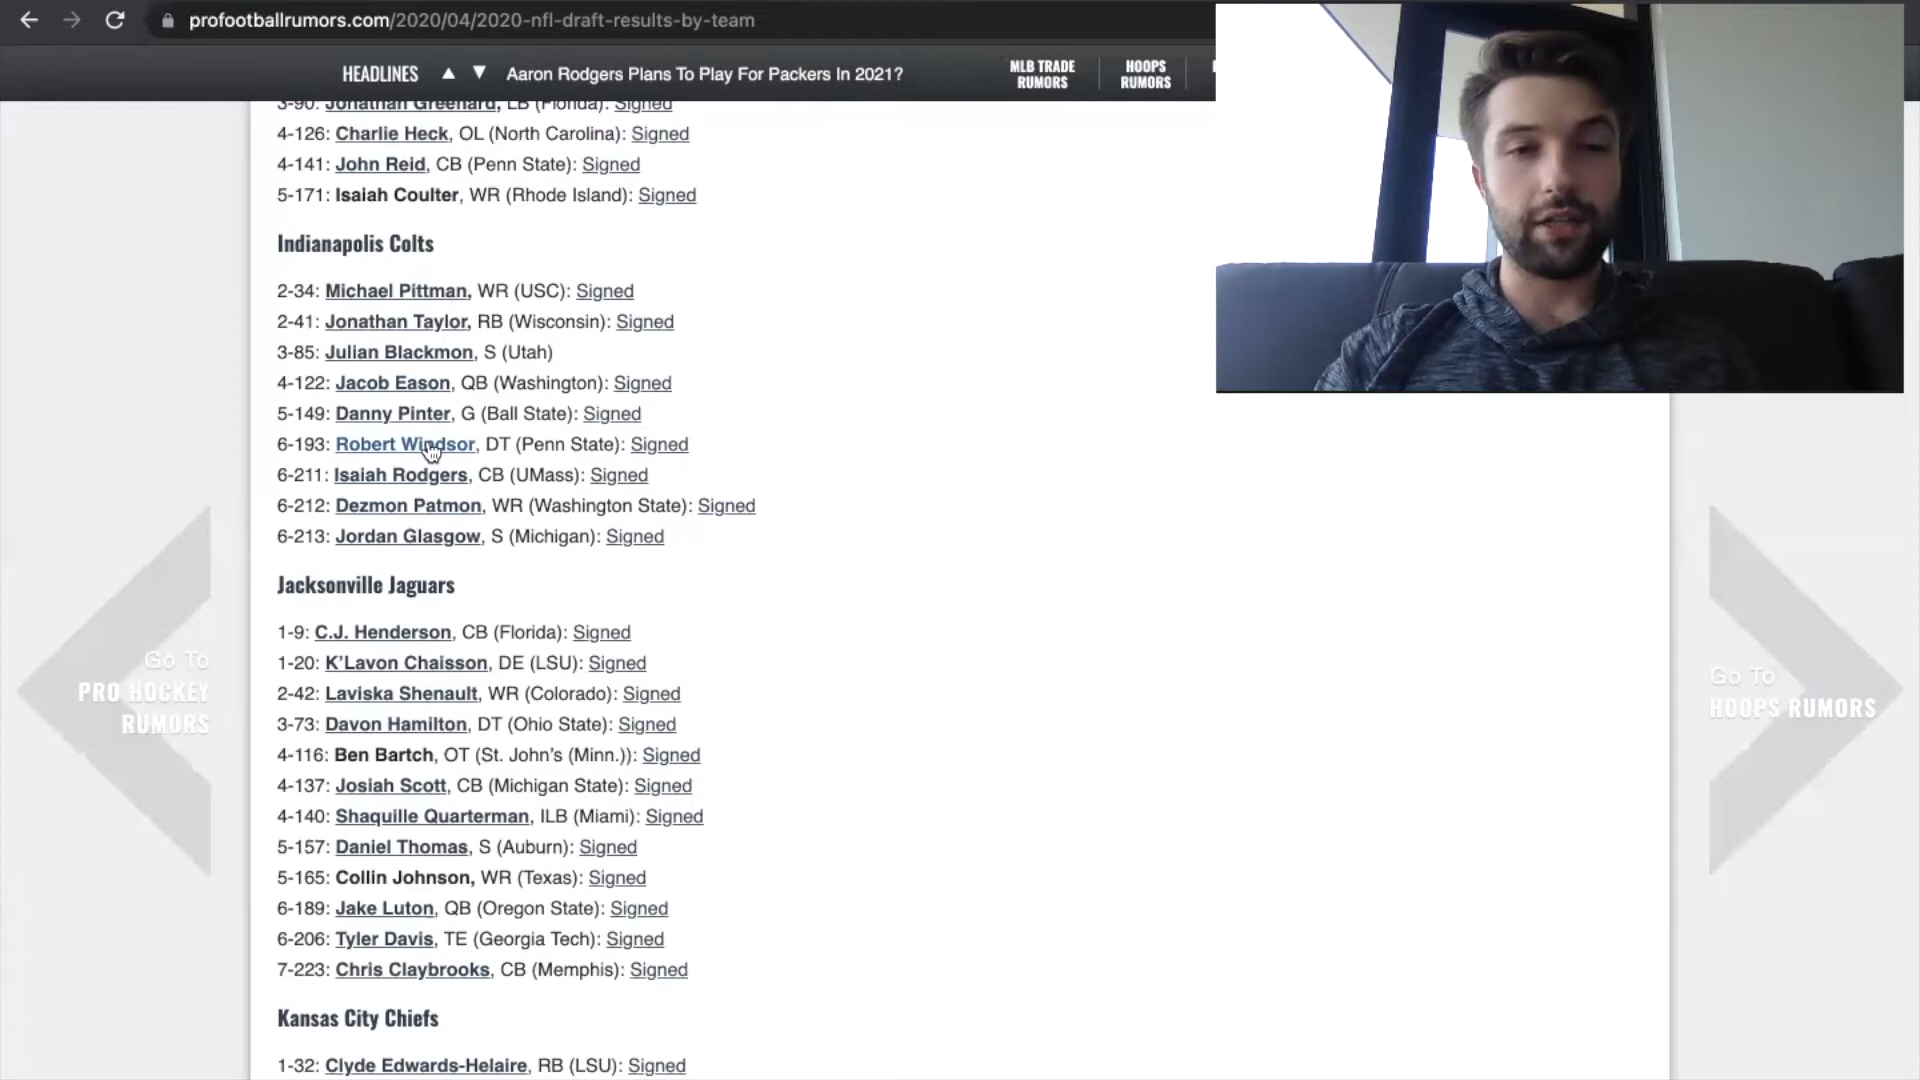 profootballrumors.com/2020/04/2020-nfl-draft-results-by-team
HEADLINES ▲ ▼ Aaron Rodgers Plans To Play For Packers In 2021?
MLB TRADE RUMORS
HOOPS RUMORS
3-90: Jonathan Greenard, LB (Florida): Signed
4-126: Charlie Heck, OL (North Carolina): Signed
4-141: John Reid, CB (Penn State): Signed
5-171: Isaiah Coulter, WR (Rhode Island): Signed
Indianapolis Colts
2-34: Michael Pittman, WR (USC): Signed
2-41: Jonathan Taylor, RB (Wisconsin): Signed
3-85: Julian Blackmon, S (Utah)
4-122: Jacob Eason, QB (Washington): Signed
5-149: Danny Pinter, G (Ball State): Signed
6-193: Robert Windsor, DT (Penn State): Signed
6-211: Isaiah Rodgers, CB (UMass): Signed
6-212: Dezmon Patmon, WR (Washington State): Signed
6-213: Jordan Glasgow, S (Michigan): Signed
Jacksonville Jaguars
1-9: C.J. Henderson, CB (Florida): Signed
1-20: K’Lavon Chaisson, DE (LSU): Signed
2-42: Laviska Shenault, WR (Colorado): Signed
3-73: Davon Hamilton, DT (Ohio State): Signed
4-116: Ben Bartch, OT (St. John’s (Minn.)): Signed
4-137: Josiah Scott, CB (Michigan State): Signed
4-140: Shaquille Quarterman, ILB (Miami): Signed
5-157: Daniel Thomas, S (Auburn): Signed
5-165: Collin Johnson, WR (Texas): Signed
6-189: Jake Luton, QB (Oregon State): Signed
6-206: Tyler Davis, TE (Georgia Tech): Signed
7-223: Chris Claybrooks, CB (Memphis): Signed
Kansas City Chiefs
1-32: Clyde Edwards-Helaire, RB (LSU): Signed
Go To
PRO HOCKEY
RUMORS
Go To
HOOPS RUMORS